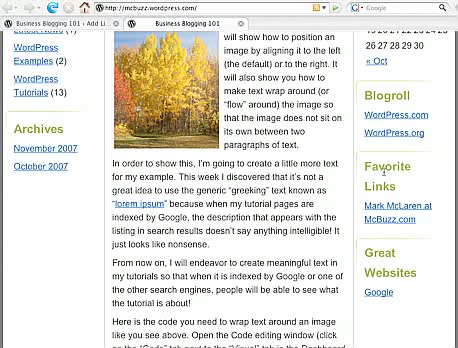 http://mcbuzz.wordpress.com/
Google
Business Blogging 101 › Add Li...
Business Blogging 101
Latest News (1)
WordPress
Examples (2)
WordPress
Tutorials (13)
Archives
November 2007
October 2007
will show how to position
an image by aligning it to the left
(the default) or to the right. It
will also show you how to
make text wrap around (or
“flow” around) the image so
that the image does not sit on
its own between two
paragraphs of text.
In order to show this, I’m going to create a little more text
for my example. This week I discovered that it’s not a
great idea to use the generic “greeking” text known as
“lorem ipsum” because when my tutorial pages are
indexed by Google, the description that appears with the
listing in search results doesn’t say anything intelligible! It
just looks like nonsense.
From now on, I will endeavor to create meaningful text in
my tutorials so that when it is indexed by Google or one of
the other search engines, people will be able to see what
the tutorial is about!
Here is the code you need to wrap text around an image
like you see above. Open the Code editing window (click
on the “Code” tab next to the “Visual” tab in the Dashboard
19 20 21 22 23 24 25
26 27 28 29 30
« Oct
Blogroll
WordPress.com
WordPress.org
Favorite
Links
Mark McLaren at
McBuzz.com
Great
Websites
Google